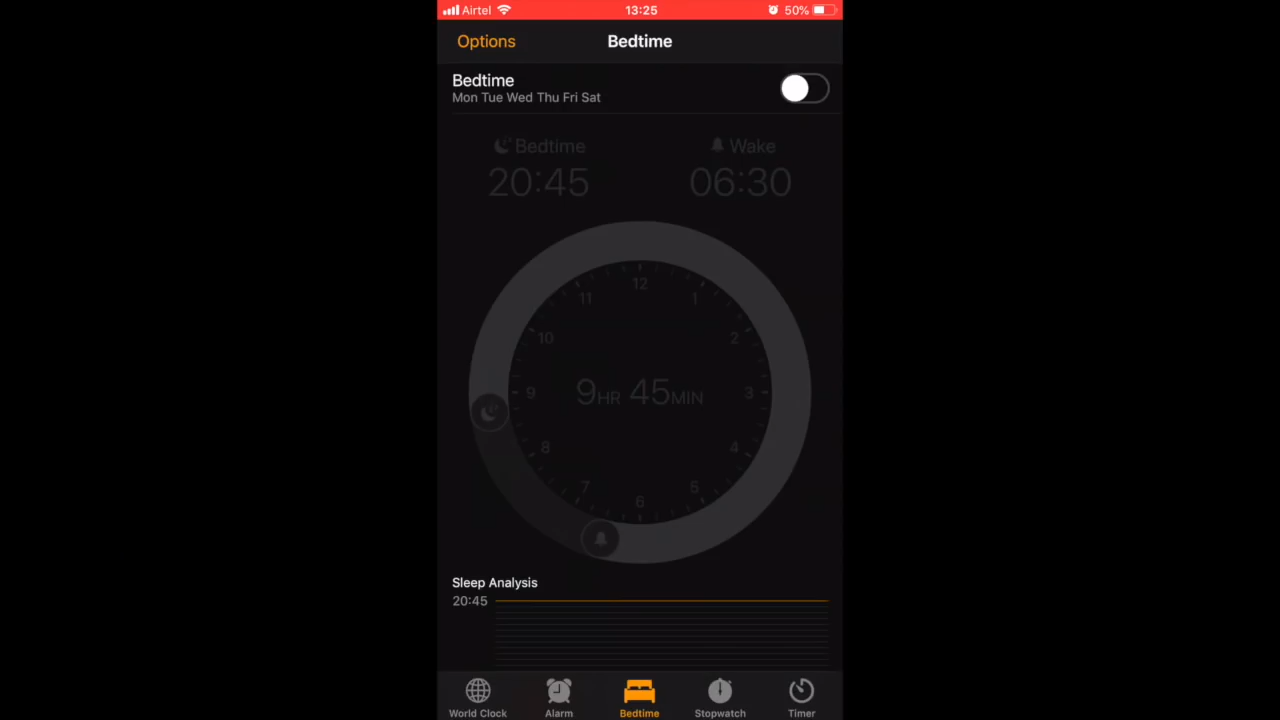 Airtel 13:25 50%
Options Bedtime
Bedtime
Mon Tue Wed Thu Fri Sat
Bedtime Wake
20:45 06:30
12
11 1
10 2
9 9HR 45MIN 3
8 4
7 5
6
Sleep Analysis
20:45
World Clock Alarm Bedtime Stopwatch Timer